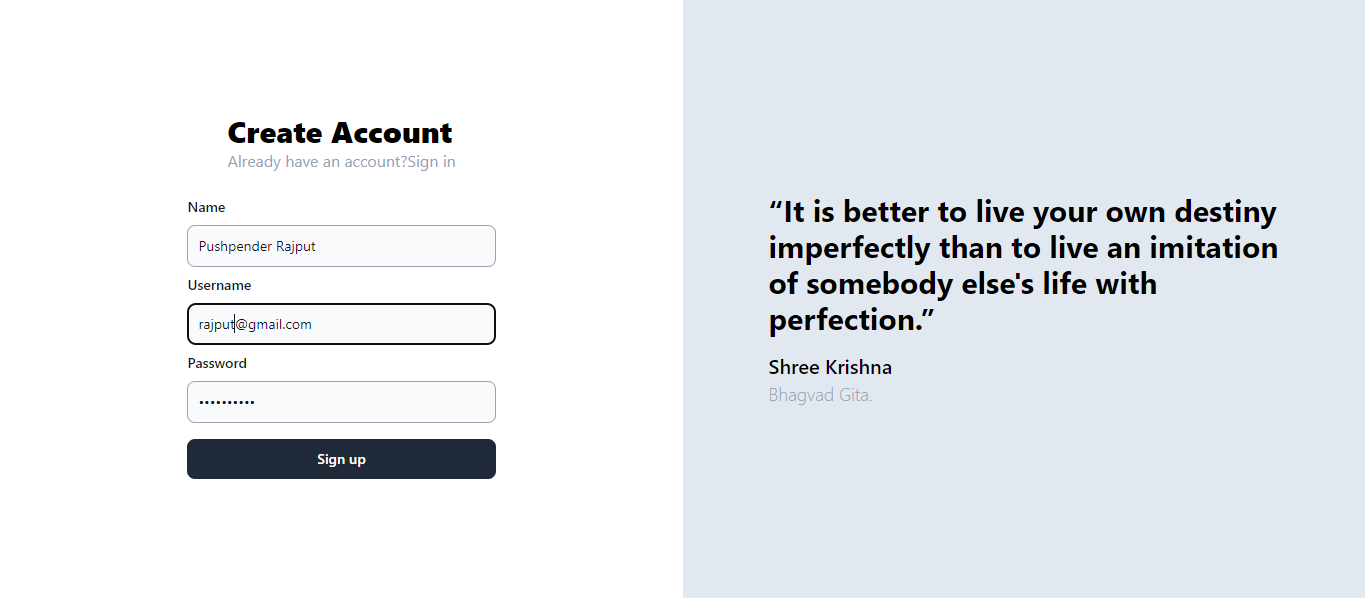 Create Account
Already have an account?Sign in
Name
Pushpender Rajput
Username
rajput@gmail.com
Password
••••••••••
Sign up
“It is better to live your own destiny
imperfectly than to live an imitation
of somebody else's life with
perfection.”
Shree Krishna
Bhagvad Gita.